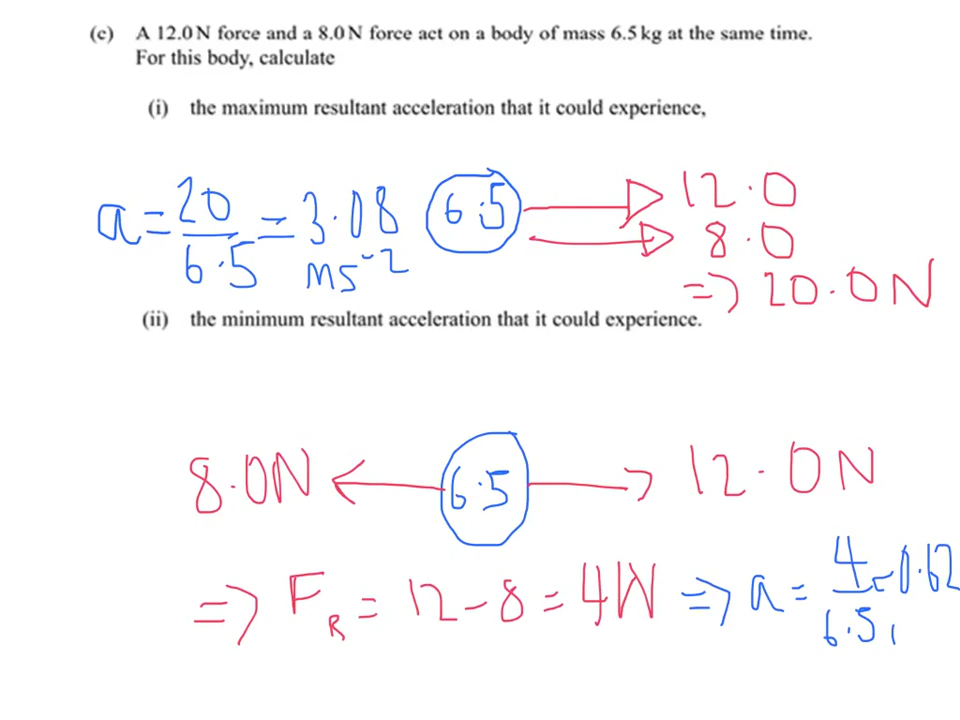 (c) A 12.0 N force and a 8.0 N force act on a body of mass 6.5 kg at the same time.
For this body, calculate
(i) the maximum resultant acceleration that it could experience,
a = 20/6.5 = 3.08 ms⁻² 6.5 12.0
8.0
=> 20.0N
(ii) the minimum resultant acceleration that it could experience.
8.0N 6.5 12.0N
=> F_R = 12 - 8 = 4N => a = 4/6.5 = 0.62